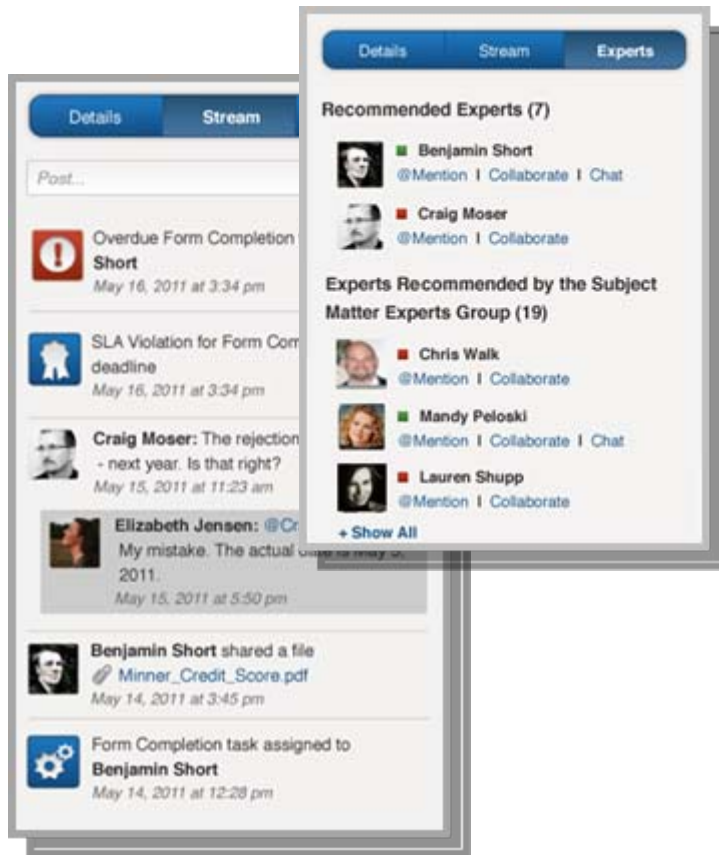 Details Stream
Post...
Overdue Form Completion
Short
May 16, 2011 at 3:34 pm
SLA Violation for Form Com
deadline
May 16, 2011 at 3:34 pm
Craig Moser: The rejection
- next year. Is that right?
May 15, 2011 at 11:23 am
Elizabeth Jensen: @Cr
My mistake. The actual date is May 5,
2011.
May 15, 2011 at 5:50 pm
Benjamin Short shared a file
Minner_Credit_Score.pdf
May 14, 2011 at 3:45 pm
Form Completion task assigned to
Benjamin Short
May 14, 2011 at 12:28 pm
Details Stream Experts
Recommended Experts (7)
Benjamin Short
@Mention I Collaborate I Chat
Craig Moser
@Mention I Collaborate
Experts Recommended by the Subject
Matter Experts Group (19)
Chris Walk
@Mention I Collaborate
Mandy Peloski
@Mention I Collaborate I Chat
Lauren Shupp
@Mention I Collaborate
+ Show All